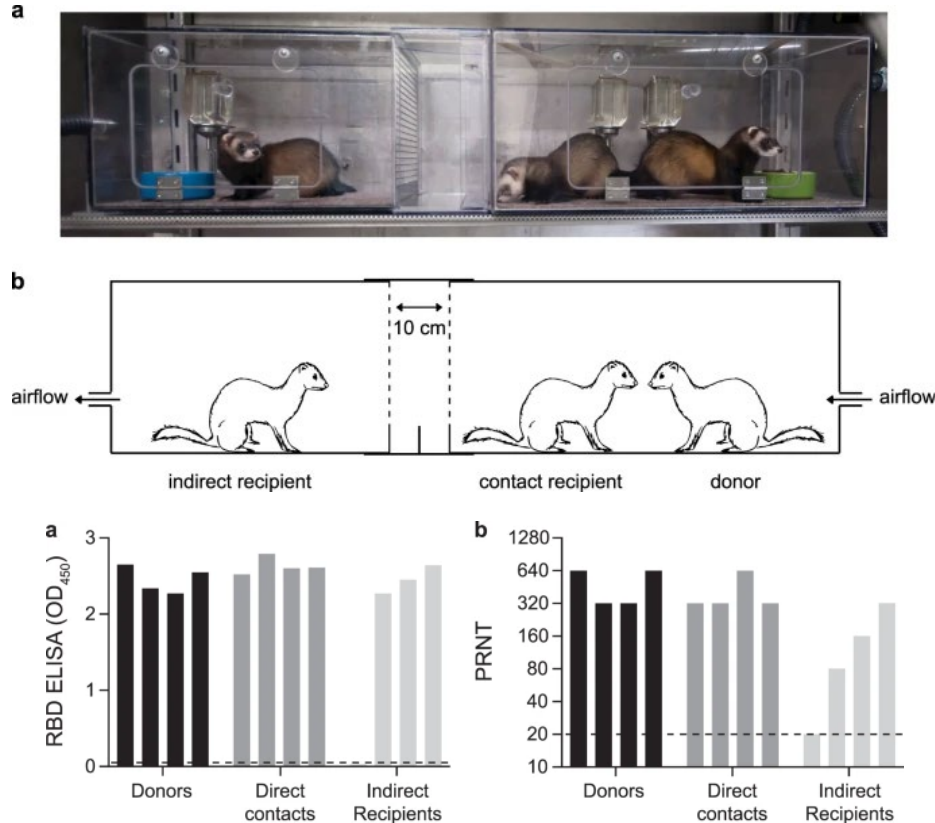 a
b
10 cm
airflow
airflow
indirect recipient
contact recipient
donor
a
RBD ELISA (OD450)
3
2
1
0
Donors
Direct
contacts
Indirect
Recipients
b
PRNT
1280
640
320
160
80
40
20
10
Donors
Direct
contacts
Indirect
Recipients